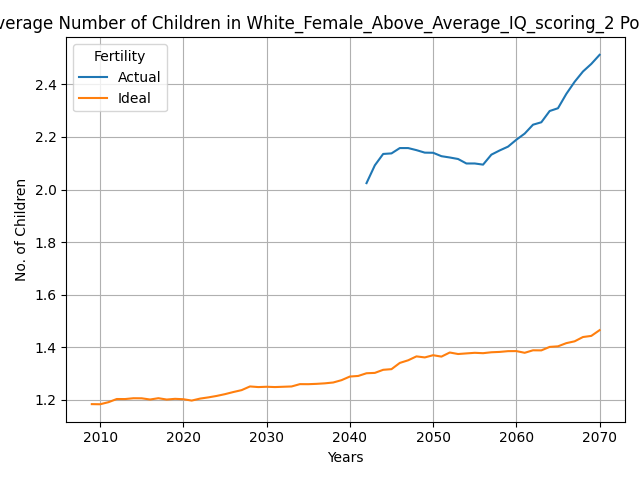 verage Number of Children in White_Female_Above_Average_IQ_scoring_2 Po
Fertility
Actual
Ideal
2.4
2.2
2.0
1.8
1.6
1.4
1.2
No. of Children
2010 2020 2030 2040 2050 2060 2070
Years